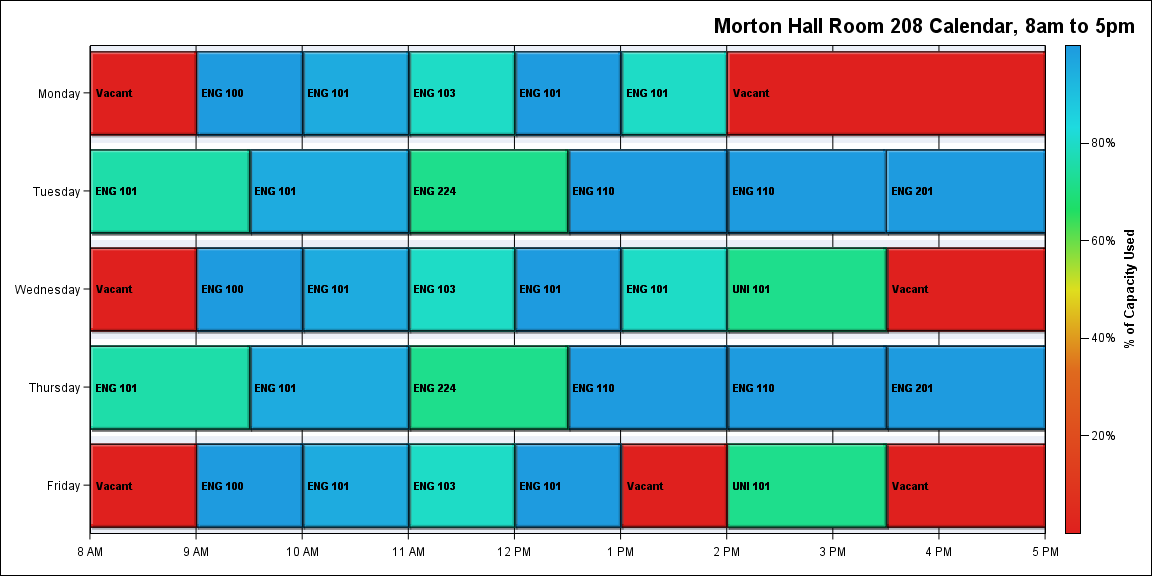 Morton Hall Room 208 Calendar, 8am to 5pm
Monday Vacant ENG 100 ENG 101 ENG 103 ENG 101 ENG 101 Vacant
Tuesday ENG 101 ENG 101 ENG 224 ENG 110 ENG 110 ENG 201
Wednesday Vacant ENG 100 ENG 101 ENG 103 ENG 101 ENG 101 UNI 101 Vacant
Thursday ENG 101 ENG 101 ENG 224 ENG 110 ENG 110 ENG 201
Friday Vacant ENG 100 ENG 101 ENG 103 ENG 101 Vacant UNI 101 Vacant
8 AM 9 AM 10 AM 11 AM 12 PM 1 PM 2 PM 3 PM 4 PM 5 PM
80%
60%
40%
20%
% of Capacity Used